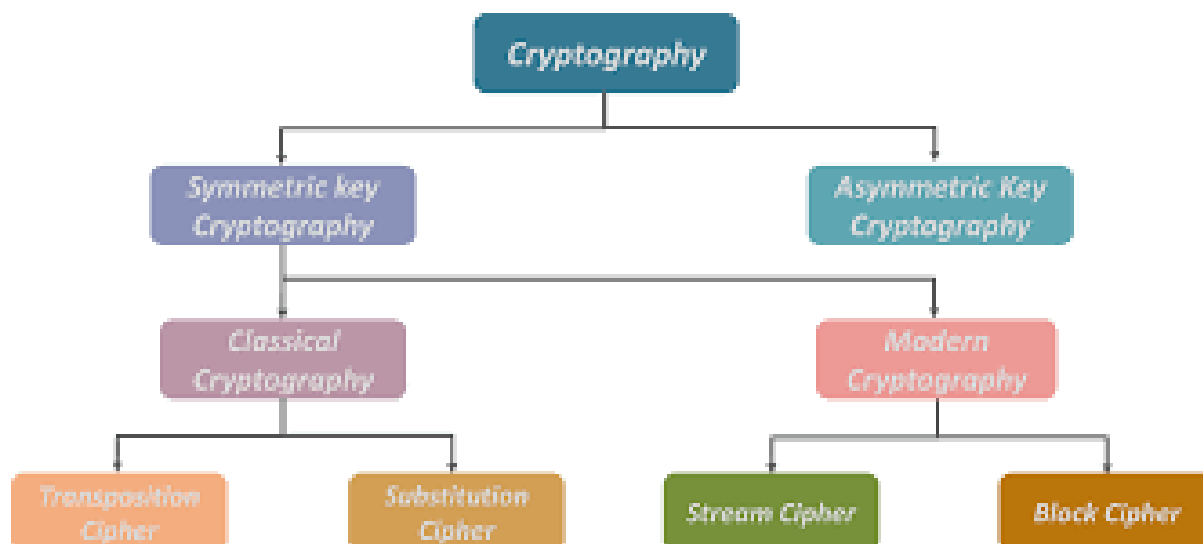 Cryptography
Symmetric key
Cryptography
Asymmetric Key
Cryptography
Classical
Cryptography
Modern
Cryptography
Transposition
Cipher
Substitution
Cipher
Stream Cipher
Block Cipher